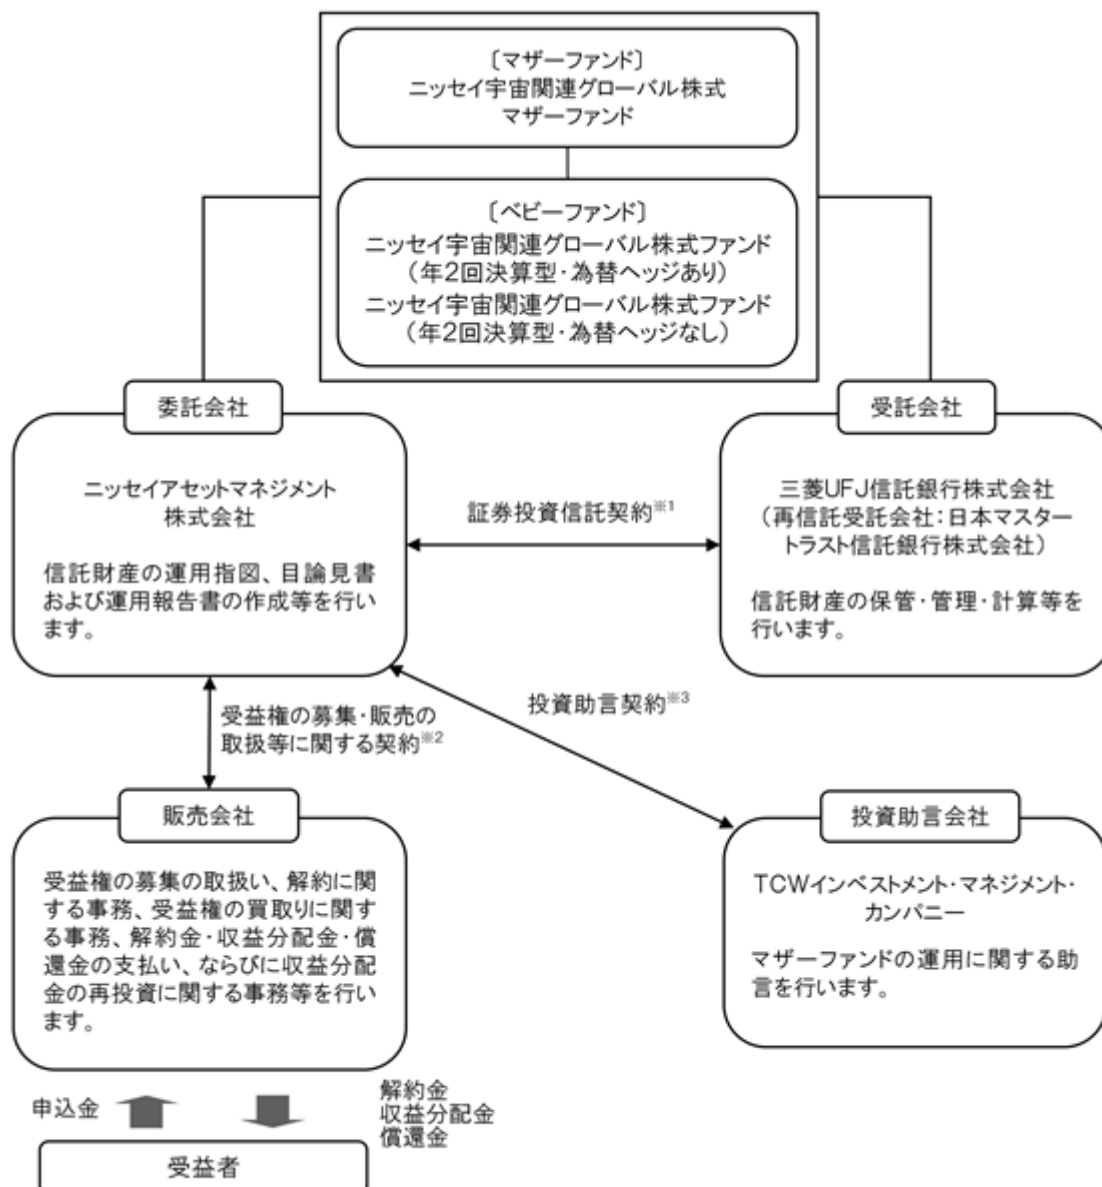 〔マザーファンド〕
ニッセイ宇宙関連グローバル株式
マザーファンド
〔ベビーファンド〕
ニッセイ宇宙関連グローバル株式ファンド
（年2回決算型・為替ヘッジあり）
ニッセイ宇宙関連グローバル株式ファンド
（年2回決算型・為替ヘッジなし）
委託会社
ニッセイアセットマネジメント
株式会社
信託財産の運用指図、目論見書
および運用報告書の作成等を行い
ます。
証券投資信託契約※1
受託会社
三菱UFJ信託銀行株式会社
（再信託受託会社：日本マスター
トラスト信託銀行株式会社）
信託財産の保管・管理・計算等を
行います。
受益権の募集・販売の
取扱等に関する契約※2
投資助言契約※3
販売会社
受益権の募集の取扱い、解約に関
する事務、受益権の買取りに関す
る事務、解約金・収益分配金・償
還金の支払い、ならびに収益分配
金の再投資に関する事務等を行い
ます。
投資助言会社
TCWインベストメント・マネジメント・
カンパニー
マザーファンドの運用に関する助
言を行います。
申込金
解約金
収益分配金
償還金
受益者